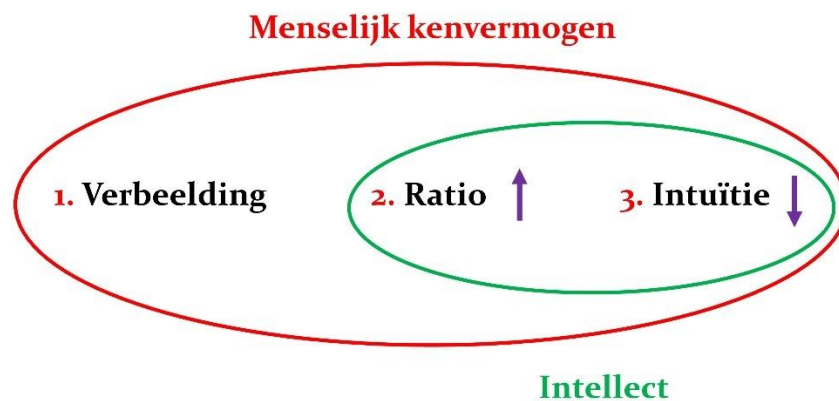 Menselijk kenvermogen
1. Verbeelding
2. Ratio
3. Intuïtie
Intellect